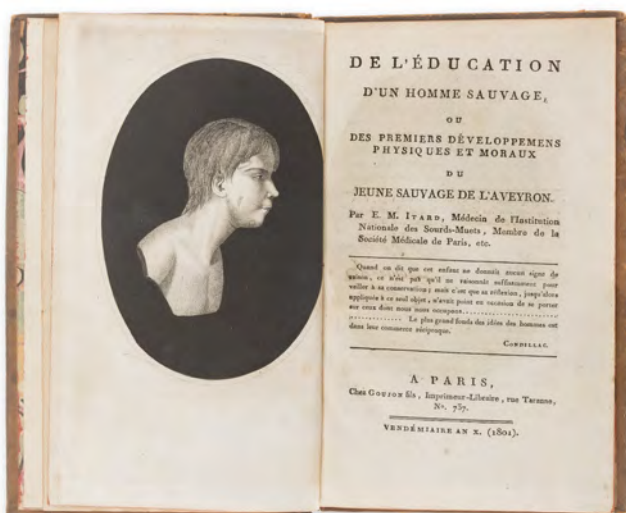 DE L'ÉDUCATION
D'UN HOMME SAUVAGE,
OU
DES PREMIERS DÉVELOPPEMENS
PHYSIQUES ET MORAUX
DU
JEUNE SAUVAGE DE L'AVEYRON.
Par E. M. ITARD, Médecin de l'Institution
Nationale des Sourds-Muets, Membre de la
Société Médicale de Paris, etc.
Quand on dit que cet enfant ne donnait aucun signe de
raison, ce n'est pas qu'il ne raisonnât suffisamment pour
veiller à sa conservation; mais c'est que sa réflexion, jusqu'alors
appliquée à ce seul objet, n'avait point eu occasion de se porter
sur ceux dont nous nous occupons.....................
................ Le plus grand fonds des idées des hommes est
dans leur commerce réciproque.
CONDILLAC.
A PARIS,
Chez GOUJON fils, Imprimeur-Libraire, rue Taranne,
N°. 737.
VENDÉMIAIRE AN X. (1801).